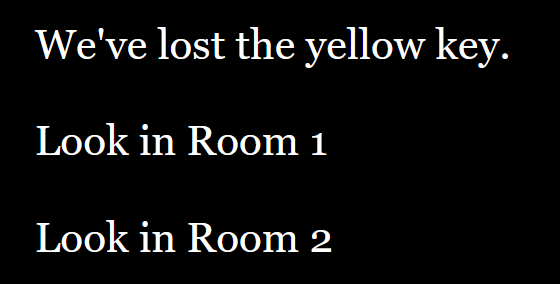 We've lost the yellow key.
Look in Room 1
Look in Room 2